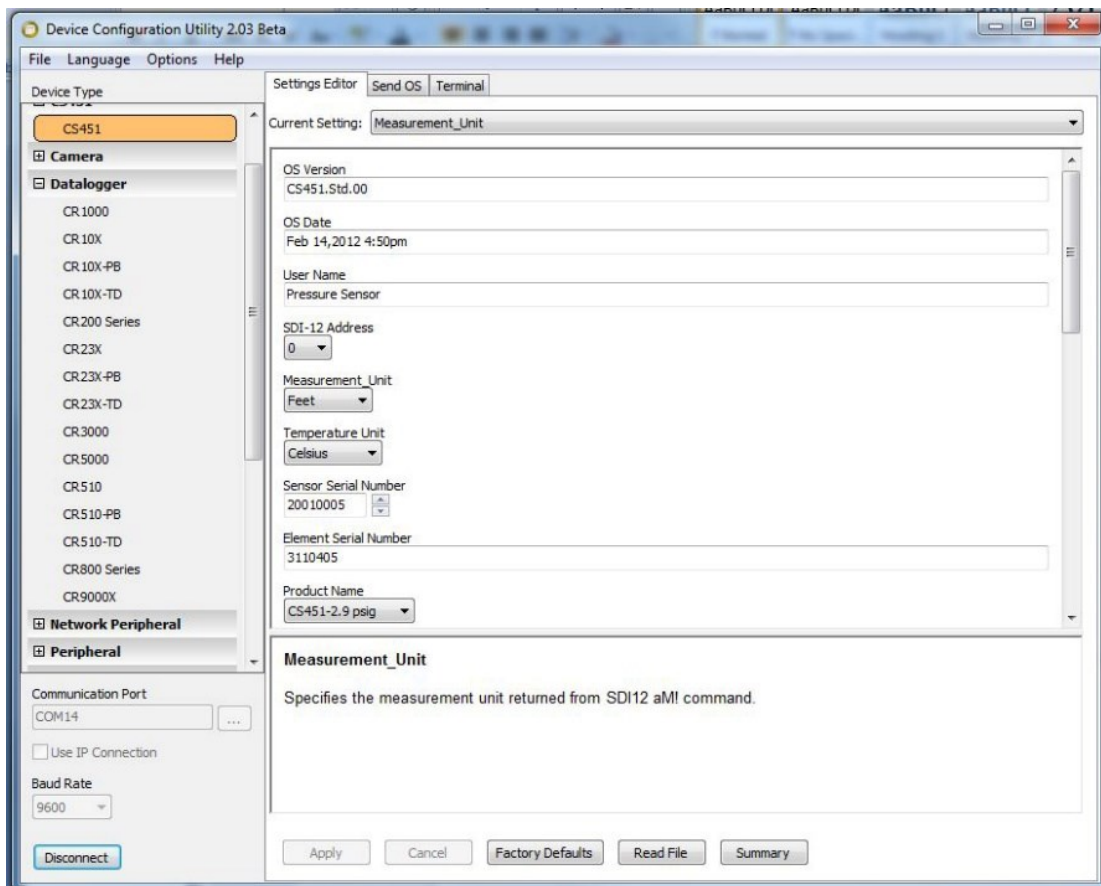 Device Configuration Utility 2.03 Beta
File Language Options Help
Device Type
CS451
Camera
Datalogger
CR1000
CR10X
CR10X-PB
CR10X-TD
CR200 Series
CR23X
CR23X-PB
CR23X-TD
CR3000
CR5000
CR510
CR510-PB
CR510-TD
CR800 Series
CR9000X
Network Peripheral
Peripheral
Communication Port
COM14
...
Use IP Connection
Baud Rate
9600
Disconnect
Settings Editor Send OS Terminal
Current Setting: Measurement_Unit
OS Version
CS451.Std.00
OS Date
Feb 14,2012 4:50pm
User Name
Pressure Sensor
SDI-12 Address
0
Measurement_Unit
Feet
Temperature Unit
Celsius
Sensor Serial Number
20010005
Element Serial Number
3110405
Product Name
CS451-2.9 psig
Measurement_Unit
Specifies the measurement unit returned from SDI12 aM! command.
Apply Cancel Factory Defaults Read File Summary